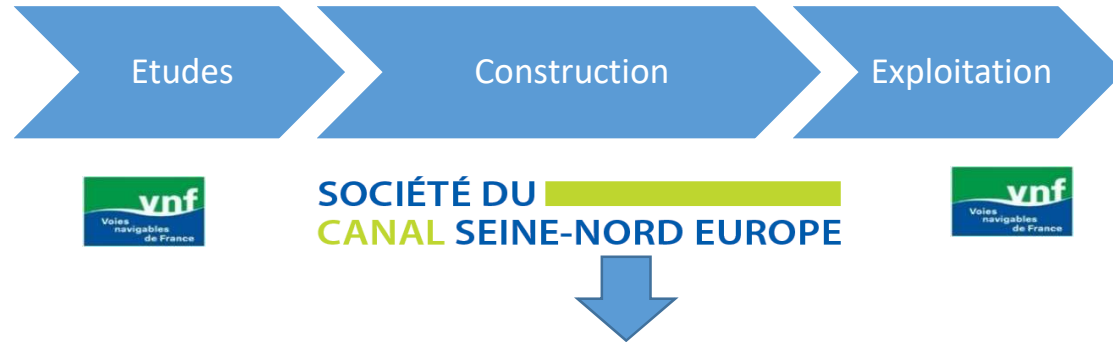 Etudes
Construction
Exploitation
vnf
Voies
navigables
de France
SOCIÉTÉ DU
CANAL SEINE-NORD EUROPE
vnf
Voies
navigables
de France